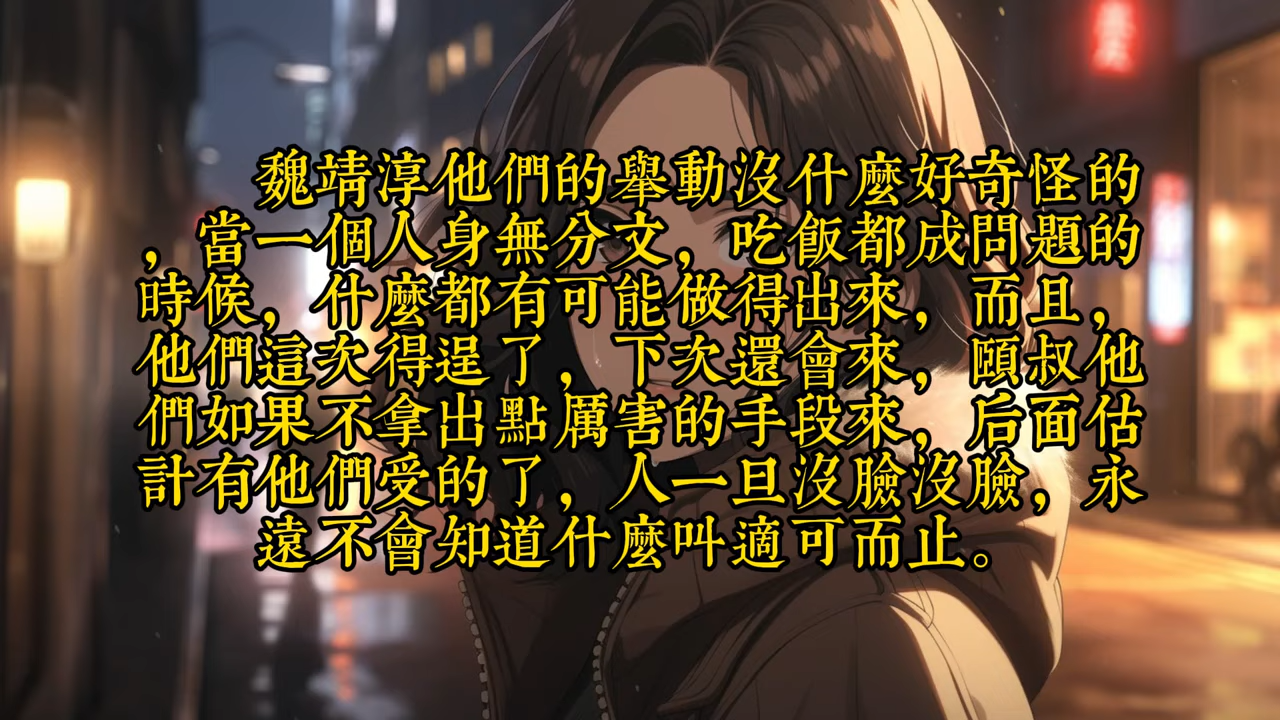 魏靖淳他們的舉動沒什麼好奇怪的
，當一個人身無分文，吃飯都成問題的
時候，什麼都有可能做得出來，而且，
他們這次得逞了，下次還會來，頤叔他
們如果不拿出點厲害的手段來，后面估
計有他們受的了，人一旦沒臉沒臉，永
遠不會知道什麼叫適可而止。